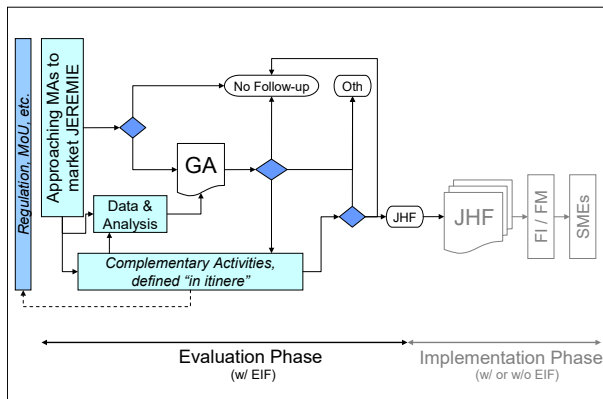 Regulation, MoU, etc.
Approaching MAs to
market JEREMIE
No Follow-up
Oth
GA
Data &
Analysis
JHF
JHF
FI / FM
SMEs
Complementary Activities,
defined “in itinere”
Evaluation Phase
(w/ EIF)
Implementation Phase
(w/ or w/o EIF)